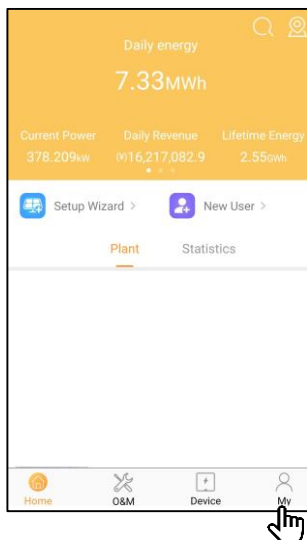 Daily energy
7.33MWh
Current Power Daily Revenue Lifetime Energy
378.209kW (¥)16,217,082.9 2.55GWh
Setup Wizard > New User >
Plant Statistics
Home O&M Device My